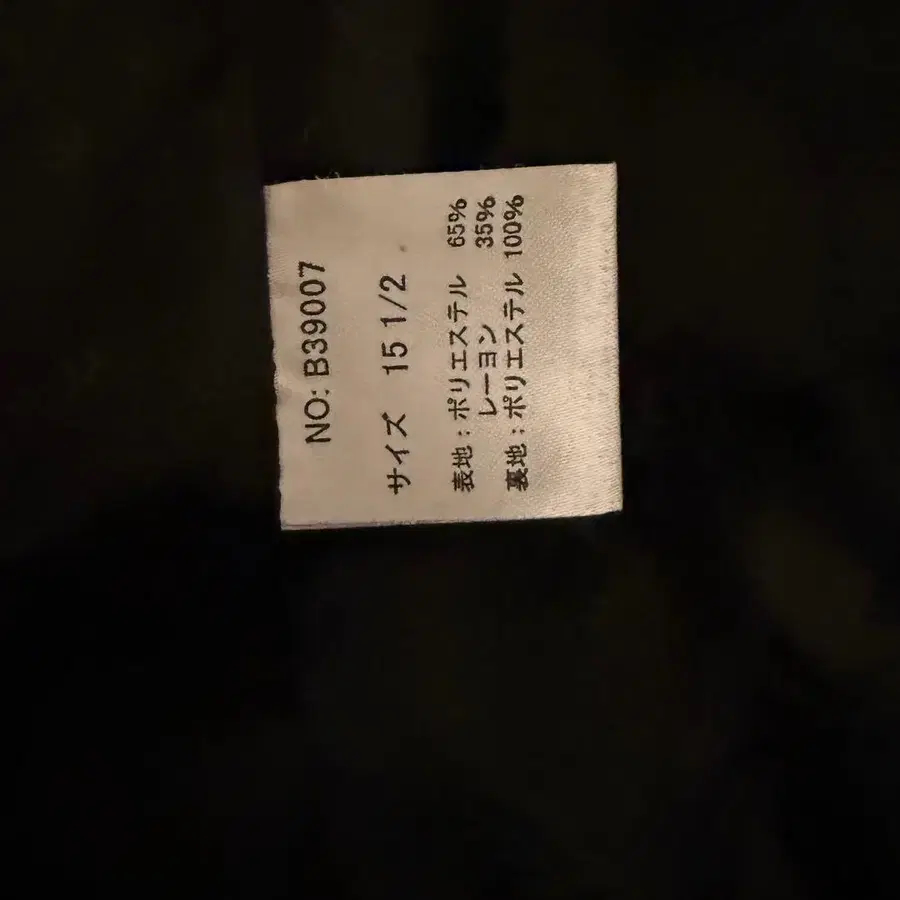 NO: B39007
サイズ 15 1/2
表地：ポリエステル 65%
レーヨン 35%
裏地：ポリエステル 100%